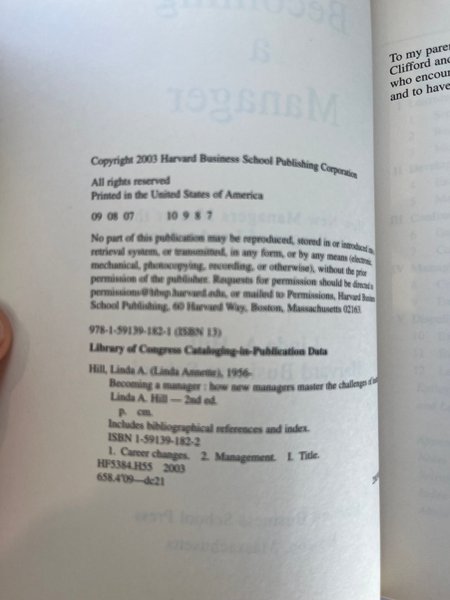 Copyright 2003 Harvard Business School Publishing Corporation
All rights reserved
Printed in the United States of America
09 08 07 10 9 8 7
No part of this publication may be reproduced, stored in or introduced
retrieval system, or transmitted, in any form, or by any means (electronic,
mechanical, photocopying, recording, or otherwise), without the prior
permission of the publisher. Requests for permission should be directed
permissions@hbsp.harvard.edu, or mailed to Permissions, Harvard Business
School Publishing, 60 Harvard Way, Boston, Massachusetts 02163.
978-1-59139-182-1 (ISBN 13)
Library of Congress Cataloging-in-Publication Data
Hill, Linda A. (Linda Annette), 1956-
Becoming a manager : how new managers master the challenges of
Linda A. Hill — 2nd ed.
p. cm.
Includes bibliographical references and index.
ISBN 1-59139-182-2
1. Career changes. 2. Management. I. Title.
HF5384.H55 2003
658.4'09—dc21
To my pare
Clifford and
who encour
and to have
Becoming
a
Manager